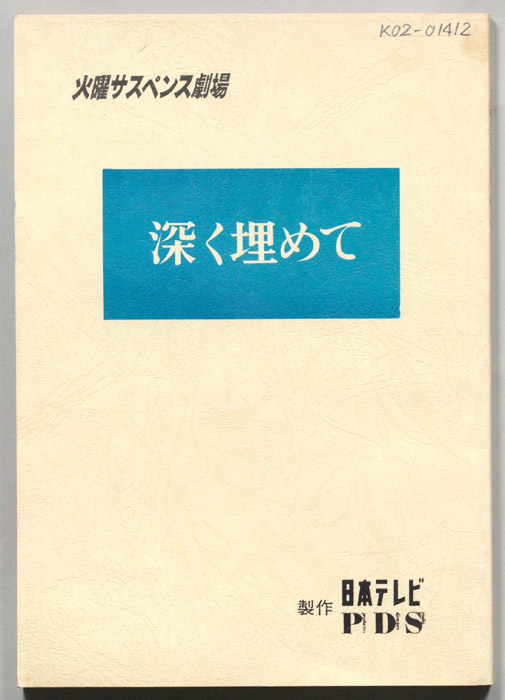 K02-01412
火曜サスペンス劇場
深く埋めて
製作 日本テレビ
PDS